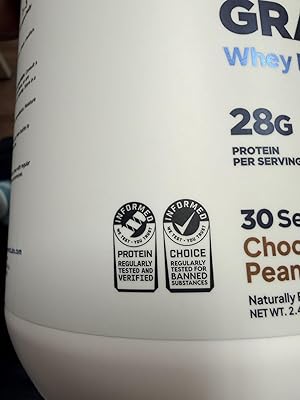 GRA
Whey
28G
PROTEIN
PER SERVING
30 Se
Choc
Pean
Naturally F
NET WT. 2.4
INFORMED
WE TEST · YOU TRUST
PROTEIN
REGULARLY
TESTED AND
VERIFIED
INFORMED
WE TEST · YOU TRUST
CHOICE
REGULARLY
TESTED FOR
BANNED
SUBSTANCES